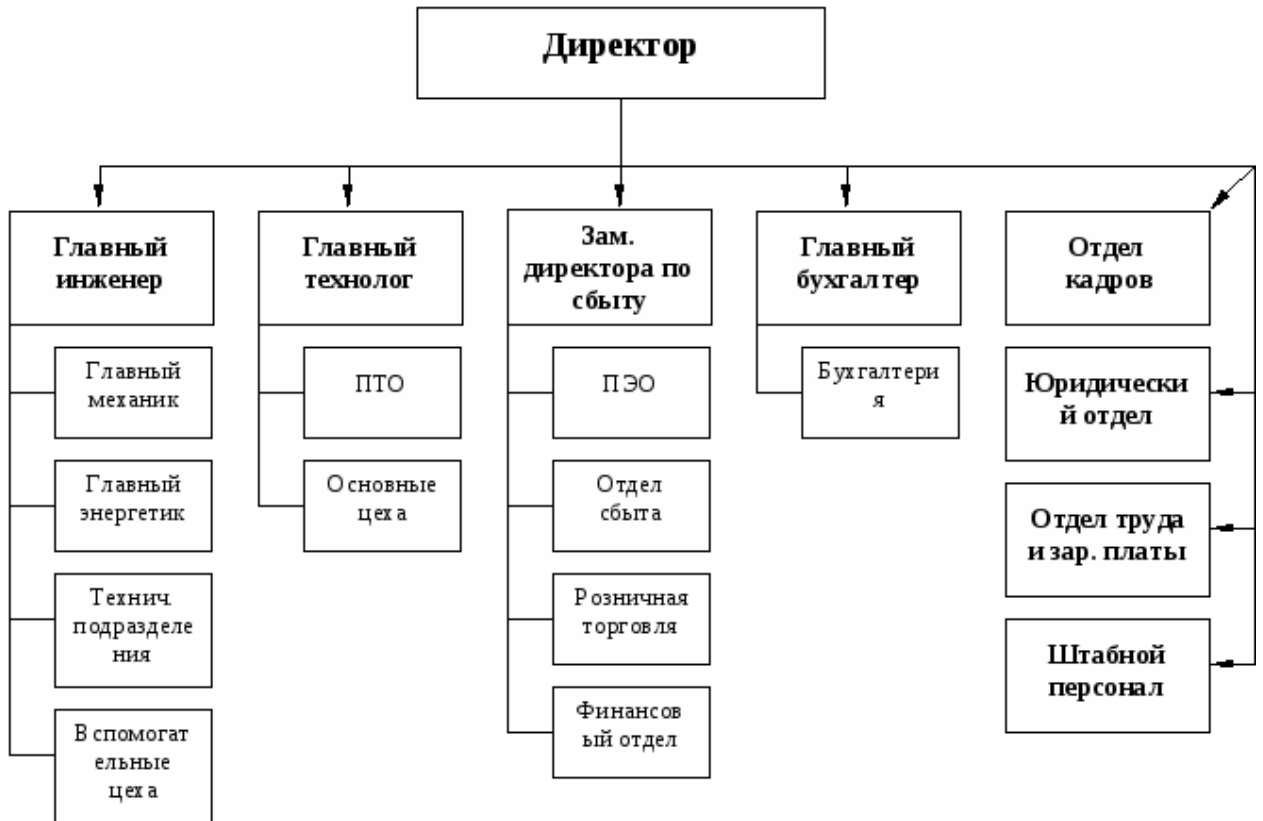 Директор
Главный
инженер
Главный
технолог
Зам.
директора по
сбыту
Главный
бухгалтер
Отдел
кадров
Главный
механик
ПТО
ПЭО
Бухгалтери
я
Юридически
й отдел
Главный
энергетик
Основные
цеха
Отдел
сбыта
Отдел труда
и зар. платы
Технич.
подразделе
ния
Розничная
торговля
Штабной
персонал
Вспомогат
ельные
цеха
Финансов
ый отдел